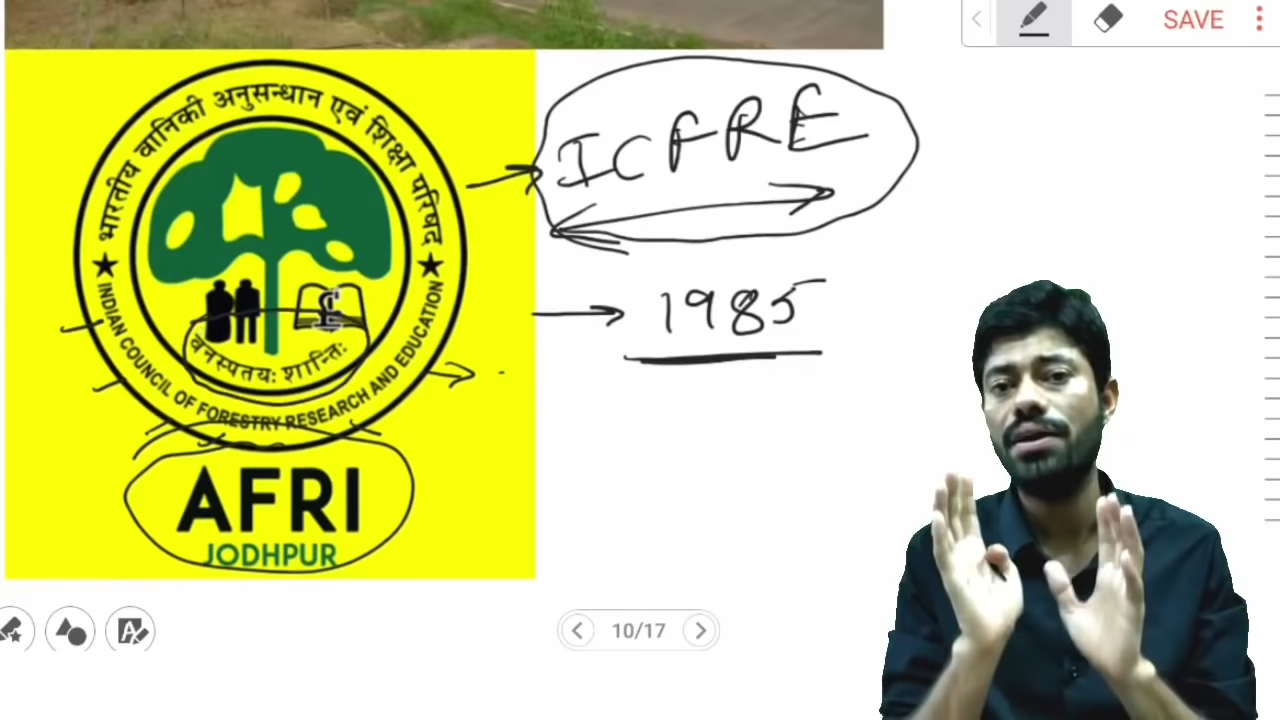 SAVE
भारतीय वानिकी अनुसन्धान एवं शिक्षा परिषद
ICFRE
1985
वनस्पतयः शान्तिः
★ INDIAN COUNCIL OF FORESTRY RESEARCH AND EDUCATION ★
AFRI
JODHPUR
10/17